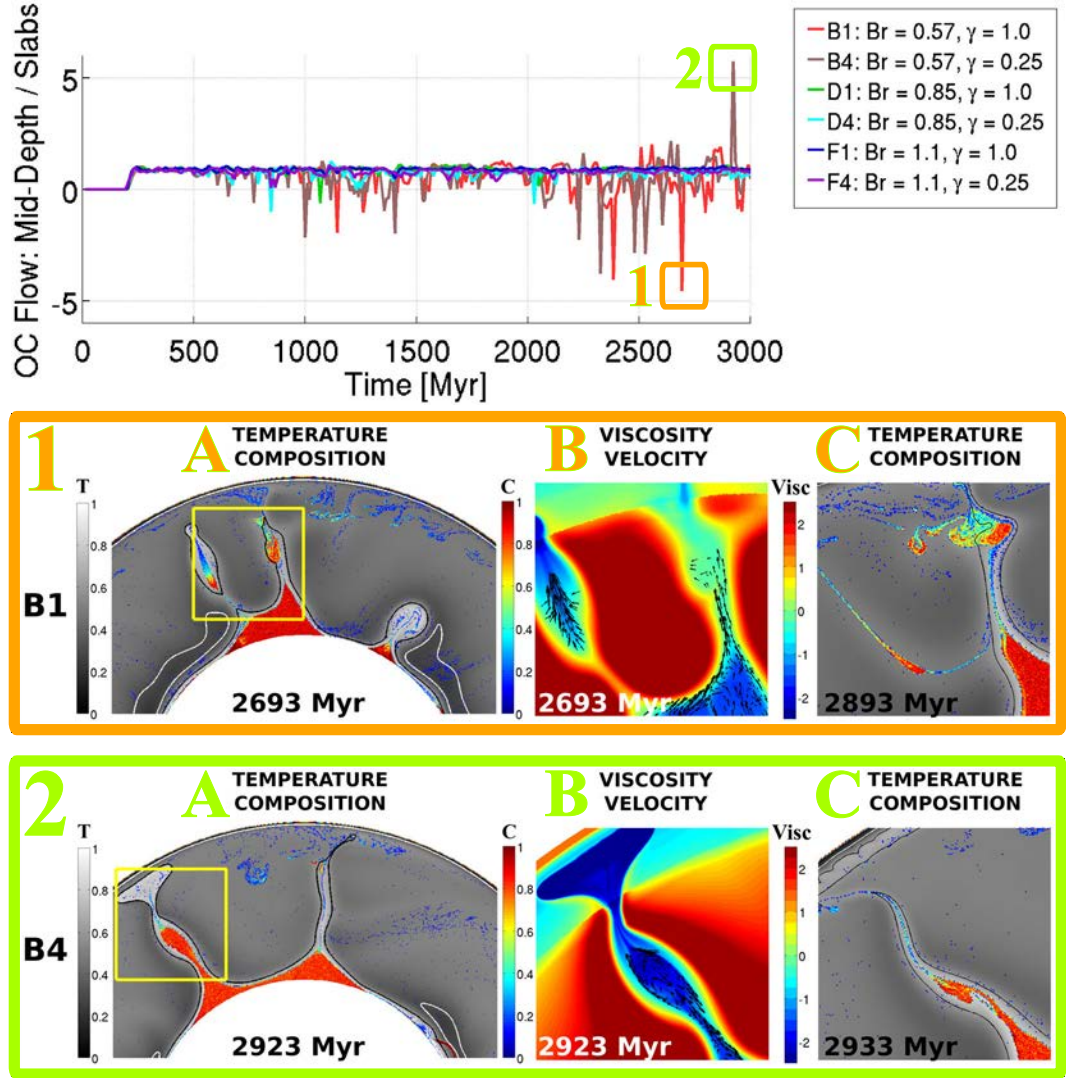 OC Flow: Mid-Depth / Slabs
5
0
-5
0 500 1000 1500 2000 2500 3000
Time [Myr]
2
1
B1: Br = 0.57, γ = 1.0
B4: Br = 0.57, γ = 0.25
D1: Br = 0.85, γ = 1.0
D4: Br = 0.85, γ = 0.25
F1: Br = 1.1, γ = 1.0
F4: Br = 1.1, γ = 0.25
1
A
TEMPERATURE
COMPOSITION
B
VISCOSITY
VELOCITY
C
TEMPERATURE
COMPOSITION
T
1
0.8
0.6
0.4
0.2
0
B1
2693 Myr
C
1
0.8
0.6
0.4
0.2
0
2693 Myr
Visc
2
1
0
-1
-2
2893 Myr
2
A
TEMPERATURE
COMPOSITION
B
VISCOSITY
VELOCITY
C
TEMPERATURE
COMPOSITION
T
1
0.8
0.6
0.4
0.2
0
B4
2923 Myr
C
1
0.8
0.6
0.4
0.2
0
2923 Myr
Visc
2
1
0
-1
-2
2933 Myr